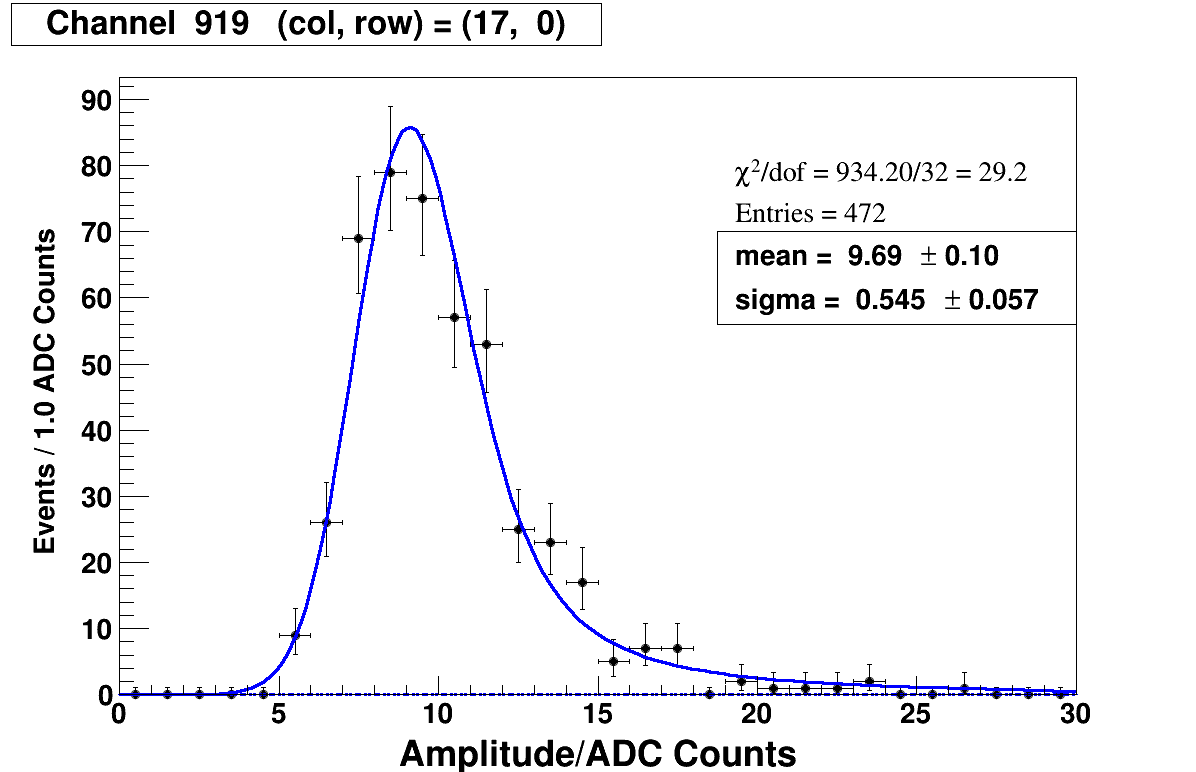 Channel 919 (col, row) = (17, 0)
Events / 1.0 ADC Counts
90
80
70
60
50
40
30
20
10
0
χ²/dof = 934.20/32 = 29.2
Entries = 472
mean = 9.69 ± 0.10
sigma = 0.545 ± 0.057
0 5 10 15 20 25 30
Amplitude/ADC Counts